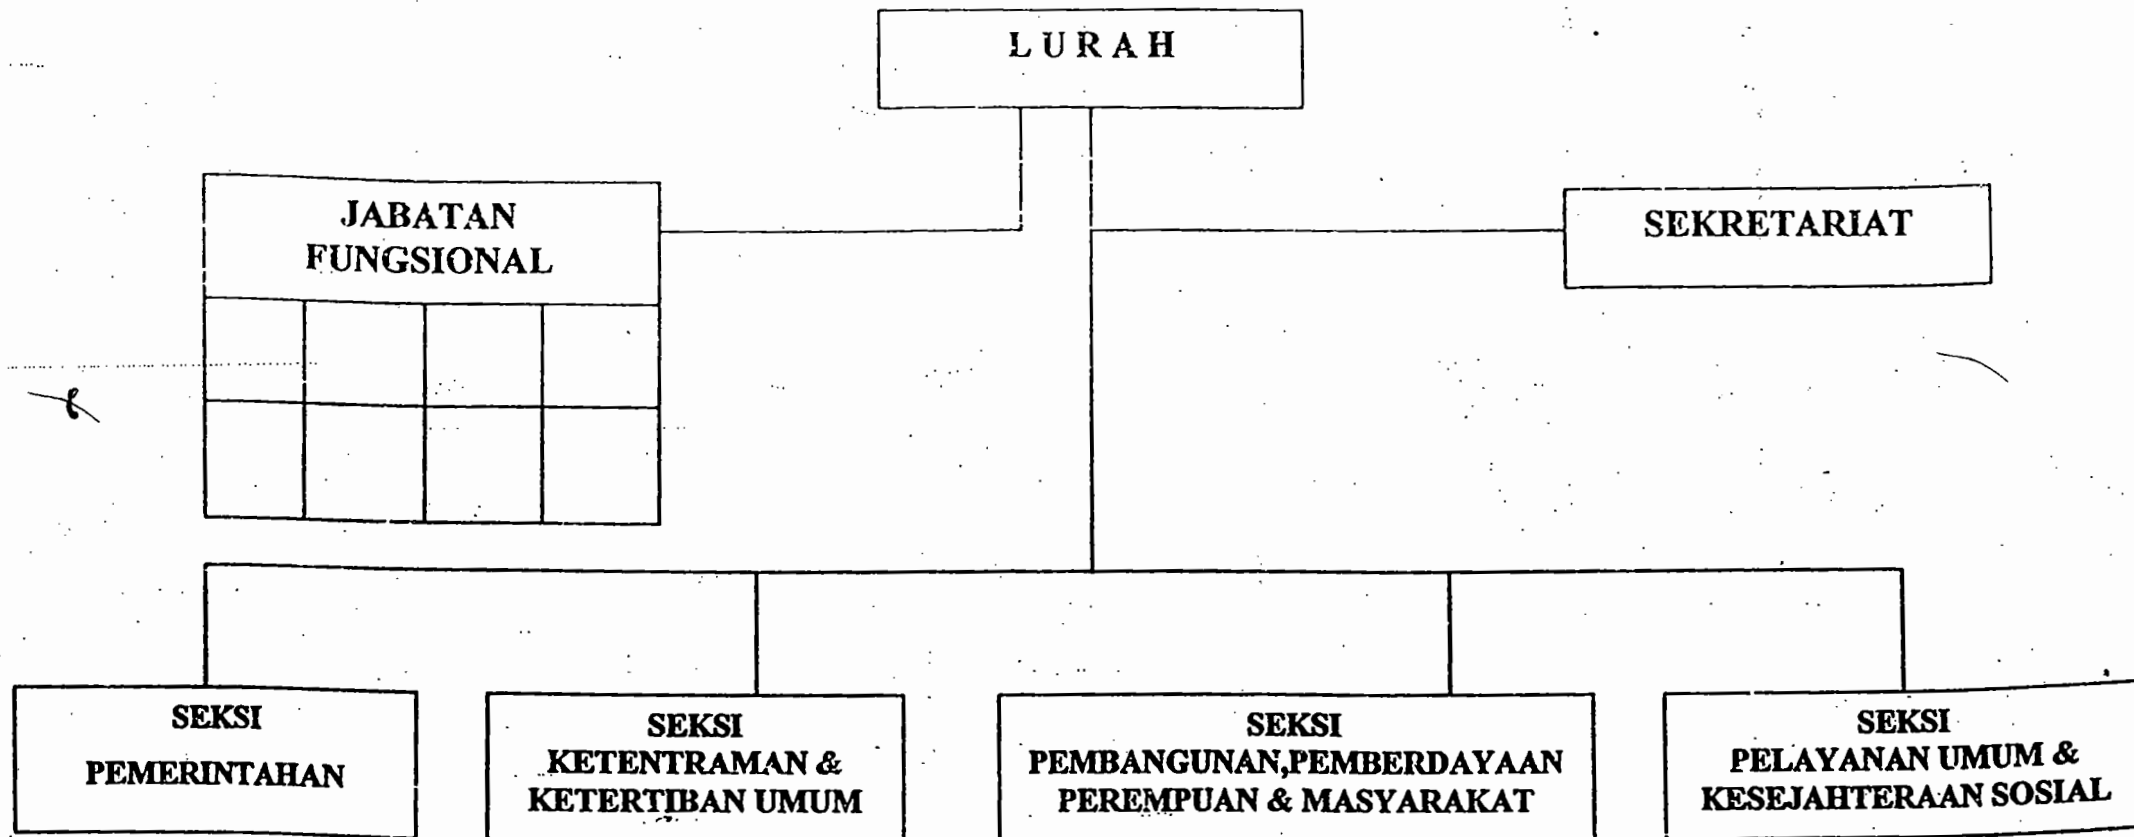 L U R A H
JABATAN
FUNGSIONAL
SEKRETARIAT
SEKSI
PEMERINTAHAN
SEKSI
KETENTRAMAN &
KETERTIBAN UMUM
SEKSI
PEMBANGUNAN,PEMBERDAYAAN
PEREMPUAN & MASYARAKAT
SEKSI
PELAYANAN UMUM &
KESEJAHTERAAN SOSIAL